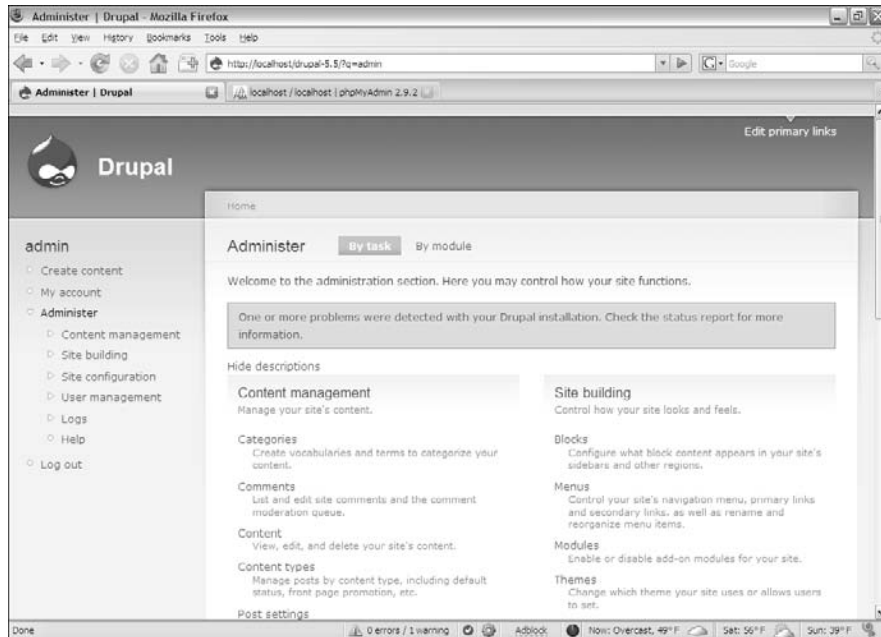 Administer | Drupal - Mozilla Firefox
File Edit View History Bookmarks Tools Help
http://localhost/drupal-5.5/?q=admin
Google
Administer | Drupal
localhost / localhost | phpMyAdmin 2.9.2
Edit primary links
Drupal
Home
admin
Create content
My account
Administer
Content management
Site building
Site configuration
User management
Logs
Help
Log out
Administer By task By module
Welcome to the administration section. Here you may control how your site functions.
One or more problems were detected with your Drupal installation. Check the status report for more
information.
Hide descriptions
Content management
Manage your site's content.
Categories
Create vocabularies and terms to categorize your
content.
Comments
List and edit site comments and the comment
moderation queue.
Content
View, edit, and delete your site's content.
Content types
Manage posts by content type, including default
status, front page promotion, etc.
Post settings
Site building
Control how your site looks and feels.
Blocks
Configure what block content appears in your site's
sidebars and other regions.
Menus
Control your site's navigation menu, primary links
and secondary links. as well as rename and
reorganize menu items.
Modules
Enable or disable add-on modules for your site.
Themes
Change which theme your site uses or allows users
to set.
Done
0 errors / 1 warning
Adblock
Now: Overcast, 49° F
Sat: 56° F
Sun: 39° F